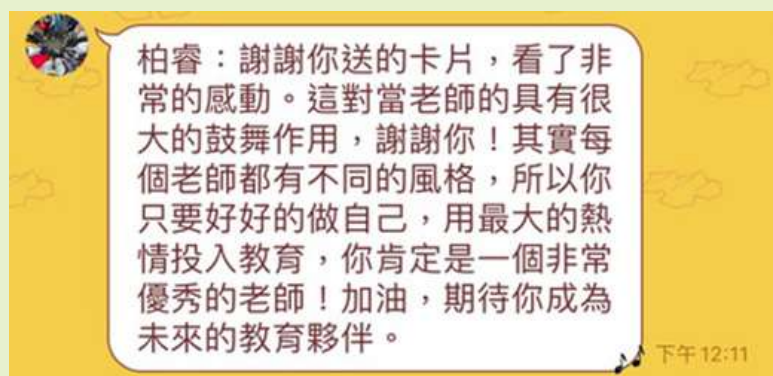 柏睿：謝謝你送的卡片，看了非
常的感動。這對當老師的具有很
大的鼓舞作用，謝謝你！其實每
個老師都有不同的風格，所以你
只要好好的做自己，用最大的熱
情投入教育，你肯定是一個非常
優秀的老師！加油，期待你成為
未來的教育夥伴。
下午12:11